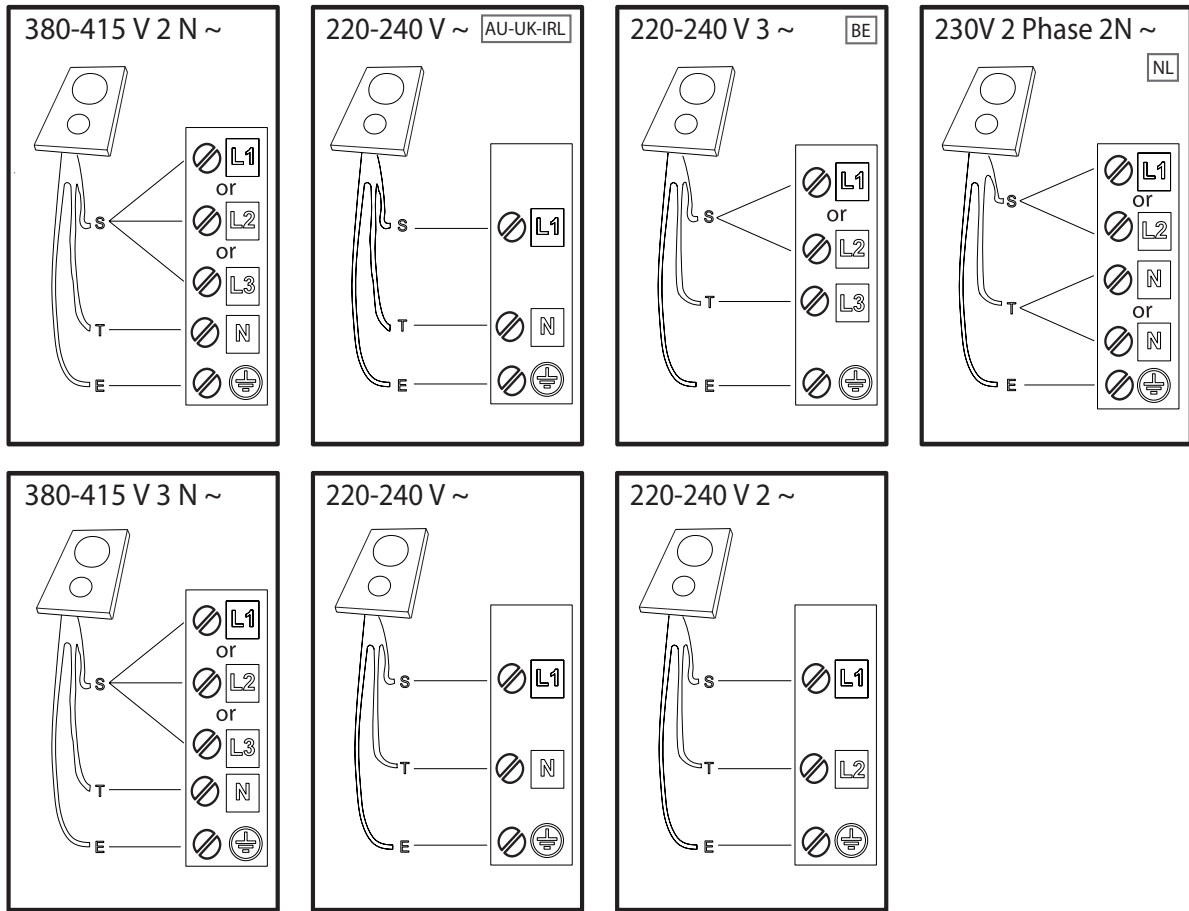 380-415 V 2 N ~
L1
or
S
L2
or
L3
T
N
E
220-240 V ~ AU-UK-IRL
S
L1
T
N
E
220-240 V 3 ~ BE
L1
or
S
L2
T
L3
E
230V 2 Phase 2N ~
NL
L1
S
or
L2
N
T
or
N
E
380-415 V 3 N ~
L1
or
S
L2
or
L3
T
N
E
220-240 V ~
S
L1
T
N
E
220-240 V 2 ~
S
L1
T
L2
E